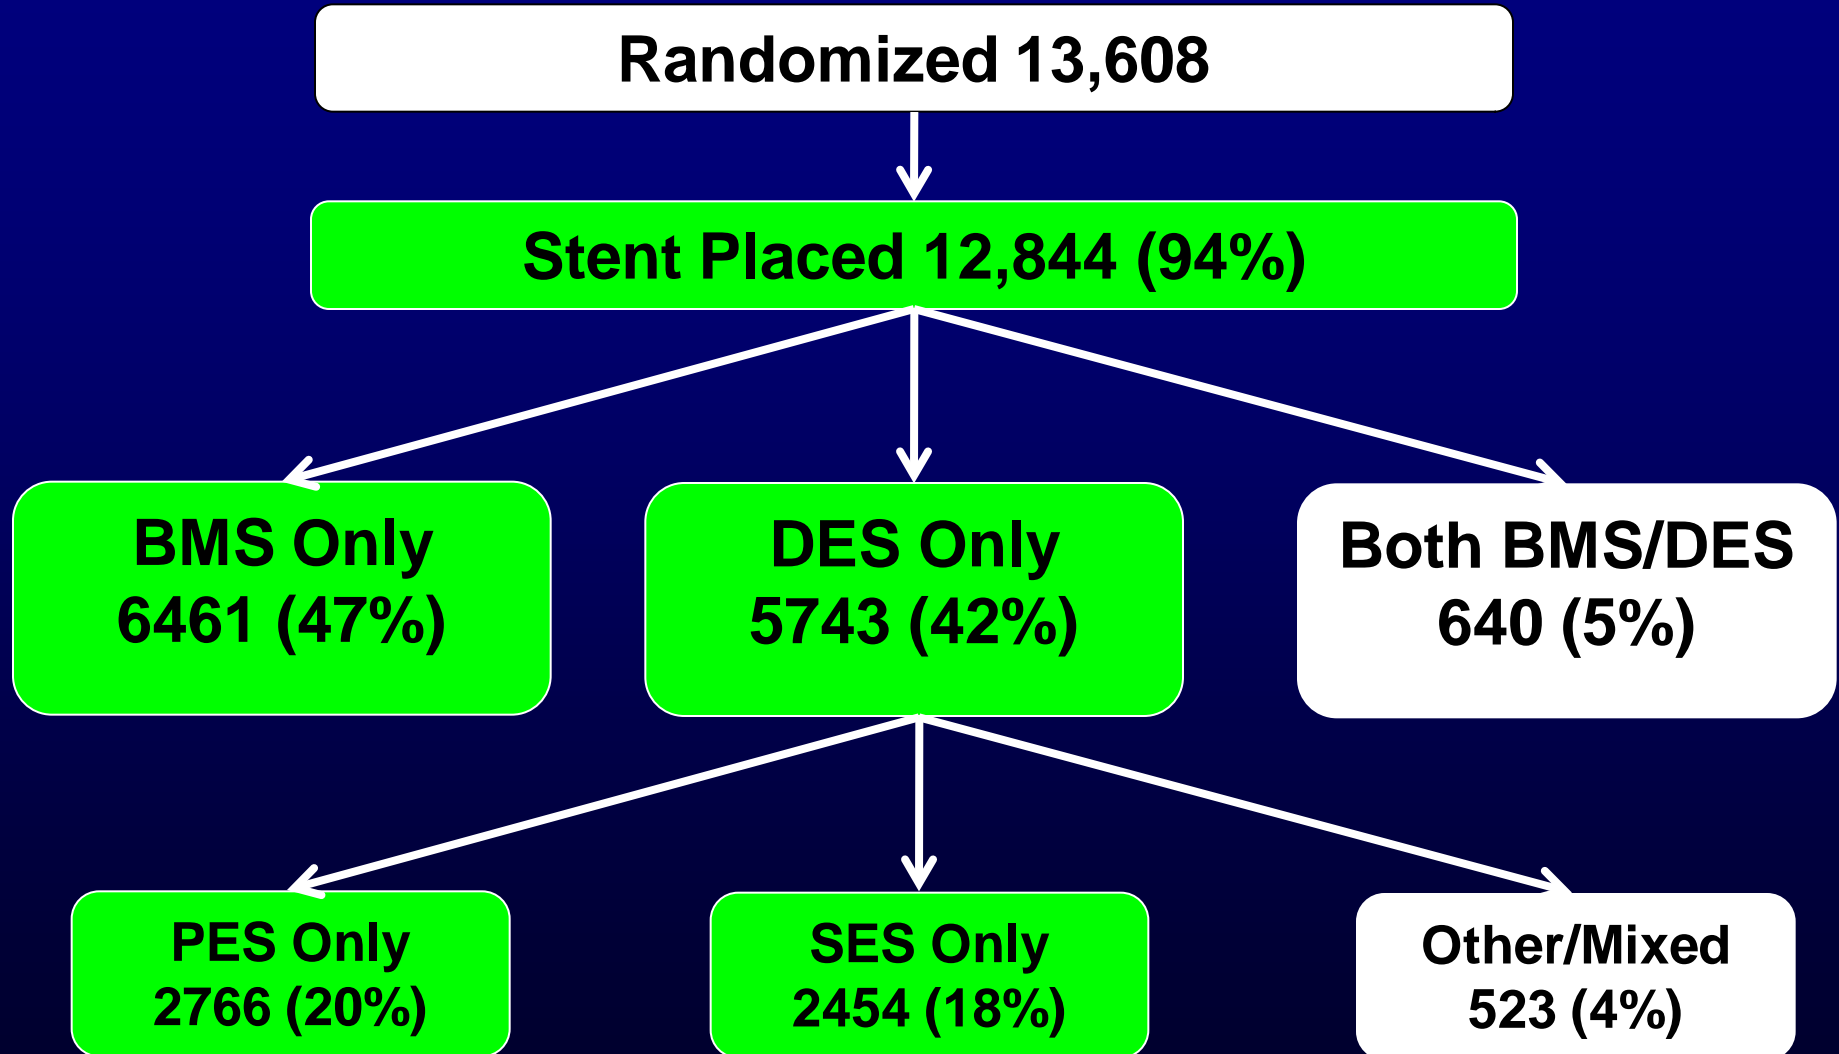 Randomized 13,608
Stent Placed 12,844 (94%)
BMS Only
6461 (47%)
DES Only
5743 (42%)
Both BMS/DES
640 (5%)
PES Only
2766 (20%)
SES Only
2454 (18%)
Other/Mixed
523 (4%)